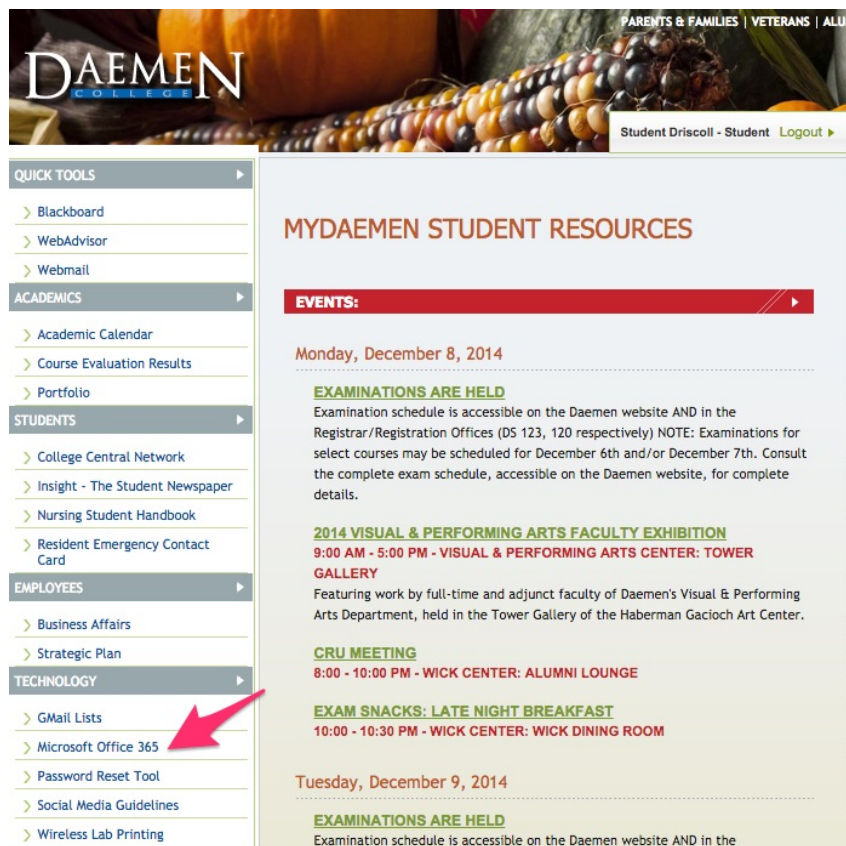 PARENTS & FAMILIES | VETERANS | ALU
DAEMEN
COLLEGE
Student Driscoll - Student Logout
QUICK TOOLS
Blackboard
WebAdvisor
Webmail
ACADEMICS
Academic Calendar
Course Evaluation Results
Portfolio
STUDENTS
College Central Network
Insight - The Student Newspaper
Nursing Student Handbook
Resident Emergency Contact
Card
EMPLOYEES
Business Affairs
Strategic Plan
TECHNOLOGY
GMail Lists
Microsoft Office 365
Password Reset Tool
Social Media Guidelines
Wireless Lab Printing
MYDAEMEN STUDENT RESOURCES
EVENTS:
Monday, December 8, 2014
EXAMINATIONS ARE HELD
Examination schedule is accessible on the Daemen website AND in the
Registrar/Registration Offices (DS 123, 120 respectively) NOTE: Examinations for
select courses may be scheduled for December 6th and/or December 7th. Consult
the complete exam schedule, accessible on the Daemen website, for complete
details.
2014 VISUAL & PERFORMING ARTS FACULTY EXHIBITION
9:00 AM - 5:00 PM - VISUAL & PERFORMING ARTS CENTER: TOWER
GALLERY
Featuring work by full-time and adjunct faculty of Daemen's Visual & Performing
Arts Department, held in the Tower Gallery of the Haberman Gacioch Art Center.
CRU MEETING
8:00 - 10:00 PM - WICK CENTER: ALUMNI LOUNGE
EXAM SNACKS: LATE NIGHT BREAKFAST
10:00 - 10:30 PM - WICK CENTER: WICK DINING ROOM
Tuesday, December 9, 2014
EXAMINATIONS ARE HELD
Examination schedule is accessible on the Daemen website AND in the